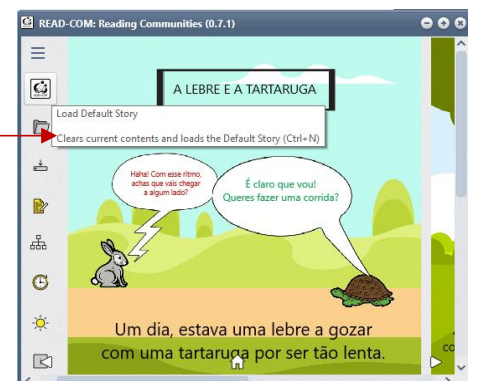 READ-COM: Reading Communities (0.7.1)
A LEBRE E A TARTARUGA
Load Default Story
Clears current contents and loads the Default Story (Ctrl+N)
Haha! Com esse ritmo,
achas que vais chegar
a algum lado?
É claro que vou!
Queres fazer uma corrida?
Um dia, estava uma lebre a gozar
com uma tartaruga por ser tão lenta.
co